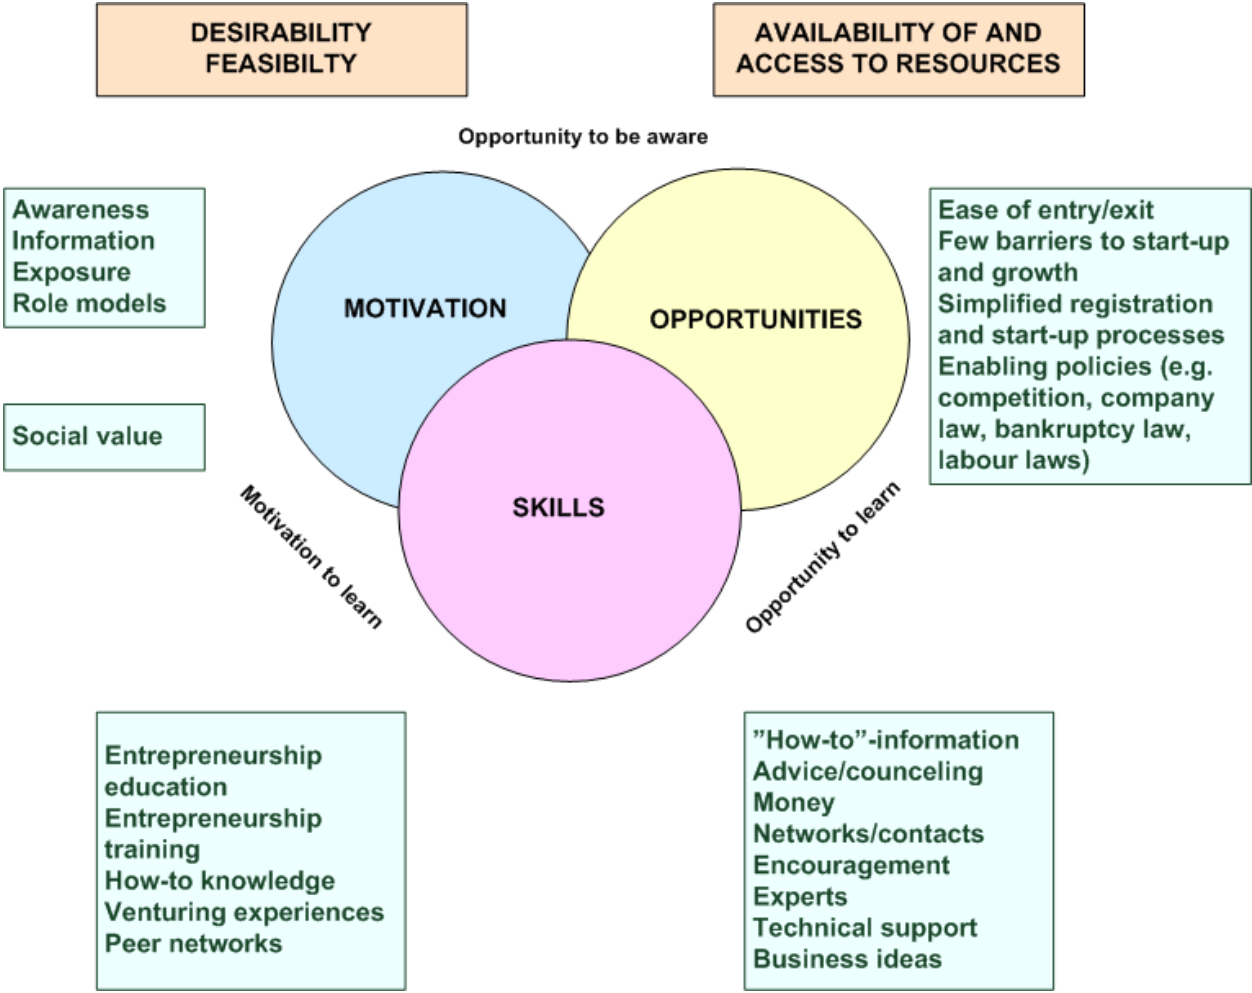 DESIRABILITY
FEASIBILTY
AVAILABILITY OF AND
ACCESS TO RESOURCES
Opportunity to be aware
Awareness
Information
Exposure
Role models
Social value
MOTIVATION
OPPORTUNITIES
SKILLS
Ease of entry/exit
Few barriers to start-up
and growth
Simplified registration
and start-up processes
Enabling policies (e.g.
competition, company
law, bankruptcy law,
labour laws)
Motivation to learn
Opportunity to learn
Entrepreneurship
education
Entrepreneurship
training
How-to knowledge
Venturing experiences
Peer networks
”How-to”-information
Advice/counceling
Money
Networks/contacts
Encouragement
Experts
Technical support
Business ideas